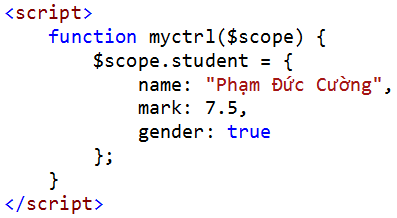 <script>
    function myctrl($scope) {
        $scope.student = {
            name: "Phạm Đức Cường",
            mark: 7.5,
            gender: true
        };
    }
</script>